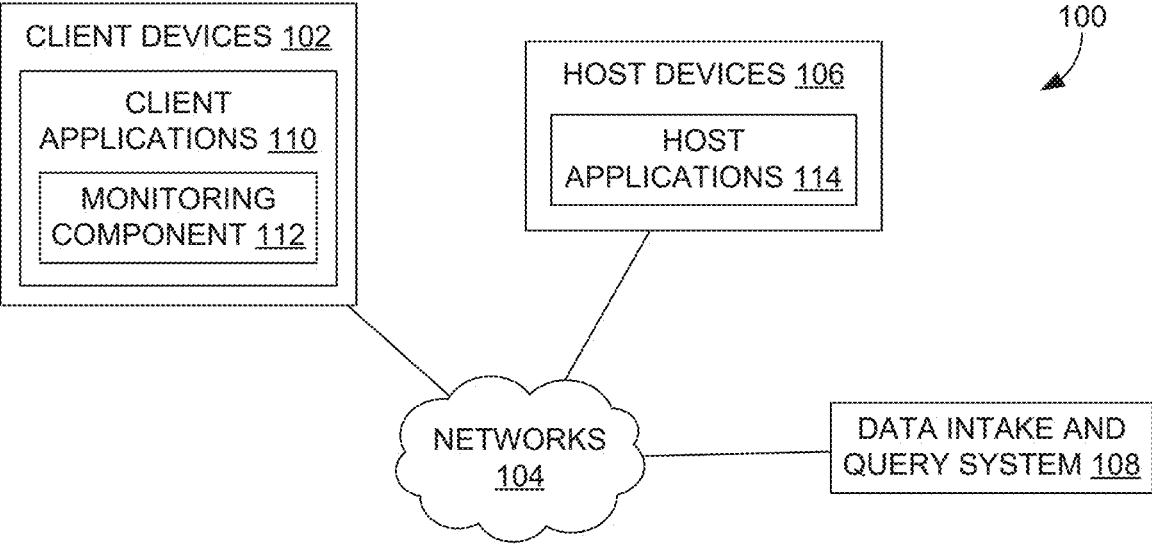 CLIENT DEVICES 102
CLIENT
APPLICATIONS 110
MONITORING
COMPONENT 112
HOST DEVICES 106
HOST
APPLICATIONS 114
100
NETWORKS
104
DATA INTAKE AND
QUERY SYSTEM 108